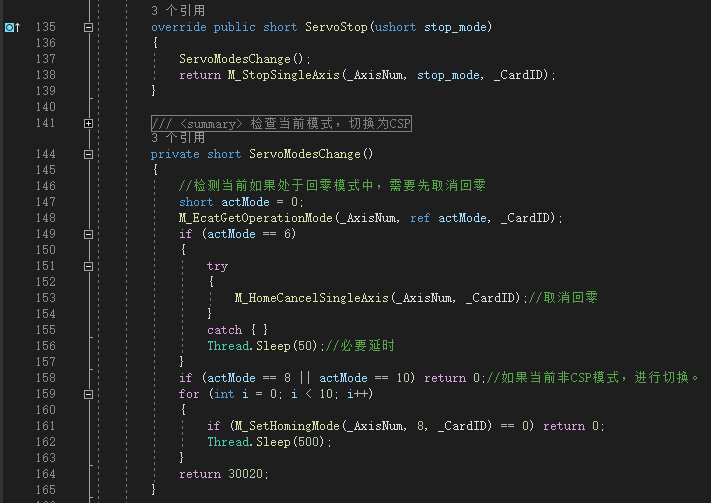 3 个引用
135 override public short ServoStop(ushort stop_mode)
136 {
137 ServoModesChange();
138 return M_StopSingleAxis(_AxisNum, stop_mode, _CardID);
139 }
140
141 /// <summary> 检查当前模式，切换为CSP
3 个引用
144 private short ServoModesChange()
145 {
146 //检测当前如果处于回零模式中，需要先取消回零
147 short actMode = 0;
148 M_EcatGetOperationMode(_AxisNum, ref actMode, _CardID);
149 if (actMode == 6)
150 {
151 try
152 {
153 M_HomeCancelSingleAxis(_AxisNum, _CardID);//取消回零
154 }
155 catch { }
156 Thread.Sleep(50);//必要延时
157 }
158 if (actMode == 8 || actMode == 10) return 0;//如果当前非CSP模式，进行切换。
159 for (int i = 0; i < 10; i++)
160 {
161 if (M_SetHomingMode(_AxisNum, 8, _CardID) == 0) return 0;
162 Thread.Sleep(500);
163 }
164 return 30020;
165 }